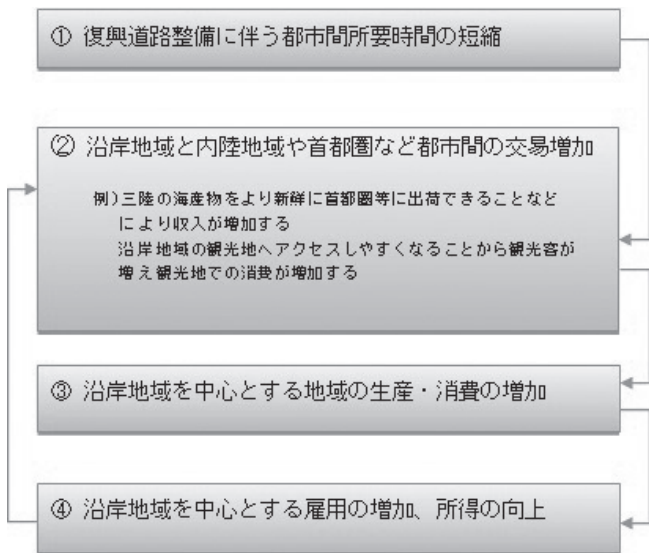 ① 復興道路整備に伴う都市間所要時間の短縮
② 沿岸地域と内陸地域や首都圏など都市間の交易増加
例)三陸の海産物をより新鮮に首都圏等に出荷できることなど
により収入が増加する
沿岸地域の観光地へアクセスしやすくなることから観光客が
増え観光地での消費が増加する
③ 沿岸地域を中心とする地域の生産・消費の増加
④ 沿岸地域を中心とする雇用の増加、所得の向上